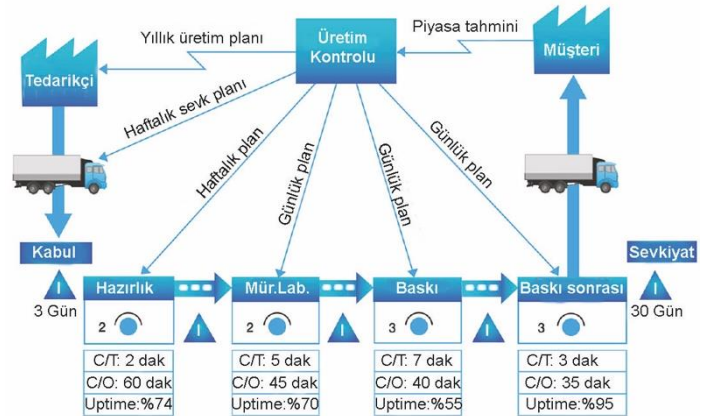 Yıllık üretim planı
Üretim
Kontrolu
Piyasa tahmini
Müşteri
Tedarikçi
Haftalık sevk planı
Haftalık plan
Günlük plan
Günlük plan
Günlük plan
Kabul
Sevkiyat
I
3 Gün
Hazırlık
2
I
Mür.Lab.
2
I
Baskı
3
I
Baskı sonrası
3
I
30 Gün
C/T: 2 dak
C/O: 60 dak
Uptime:%74
C/T: 5 dak
C/O: 45 dak
Uptime:%70
C/T: 7 dak
C/O: 40 dak
Uptime:%55
C/T: 3 dak
C/O: 35 dak
Uptime:%95